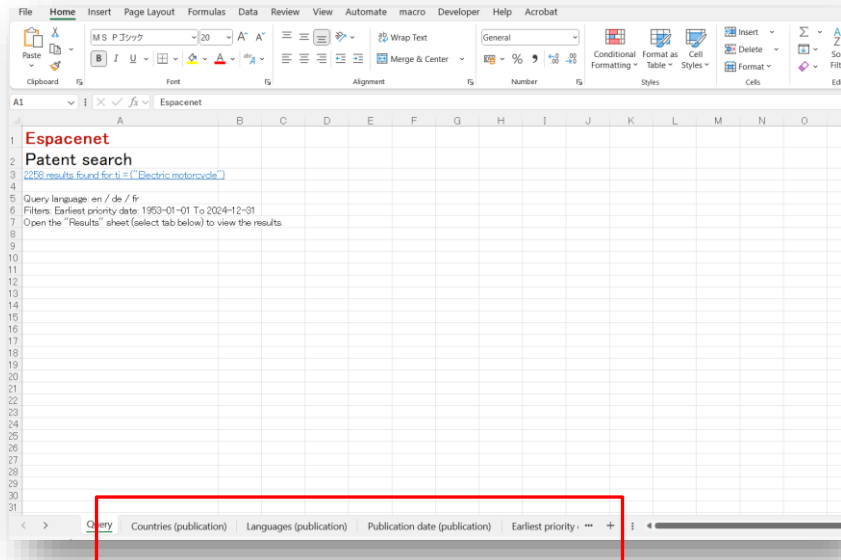 File Home Insert Page Layout Formulas Data Review View Automate macro Developer Help Acrobat
Paste
Clipboard
MS Pゴシック 20 A^ A˅
B I U A
Font
Wrap Text
Merge & Center
Alignment
General
% 9
Number
Conditional Formatting
Format as Table
Cell Styles
Styles
Insert
Delete
Format
Cells
Σ
A1 fx Espacenet
A B C D E F G H I J K L M N O
1 Espacenet
2 Patent search
3 2258 results found for ti = ("Electric motorcycle")
4
5 Query language: en / de / fr
6 Filters: Earliest priority date: 1953-01-01 To 2024-12-31
7 Open the "Results" sheet (select tab below) to view the results.
8
9
10
11
12
13
14
15
16
17
18
19
20
21
22
23
24
25
26
27
28
29
30
31
Query Countries (publication) Languages (publication) Publication date (publication) Earliest priority